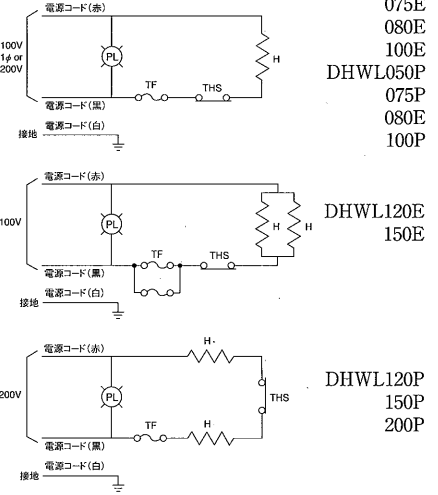 電源コード(赤)
075E
080E
100E
DHWL050P
075P
080E
100P
100V
1φ or
200V
PL
H
TF
THS
電源コード(黒)
電源コード(白)
接地
電源コード(赤)
DHWL120E
150E
100V
PL
H
H
TF
THS
電源コード(黒)
電源コード(白)
接地
電源コード(赤)
H
DHWL120P
150P
200P
200V
PL
THS
TF
H
電源コード(黒)
電源コード(白)
接地